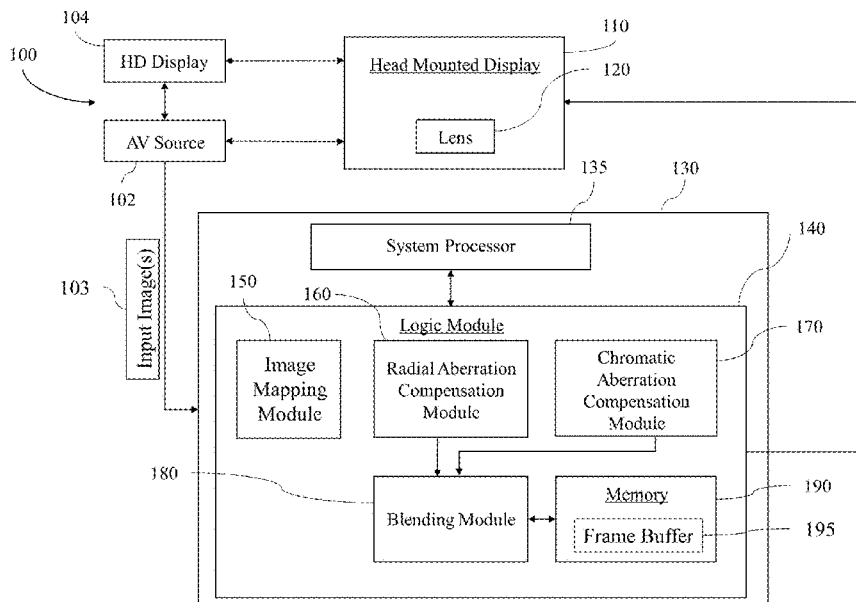 104
110
100
HD Display
Head Mounted Display
120
AV Source
Lens
102
135
130
System Processor
140
103
Input Image(s)
150
160
Logic Module
170
Image
Mapping
Module
Radial Aberration
Compensation
Module
Chromatic
Aberration
Compensation
Module
180
Blending Module
Memory
190
Frame Buffer
195